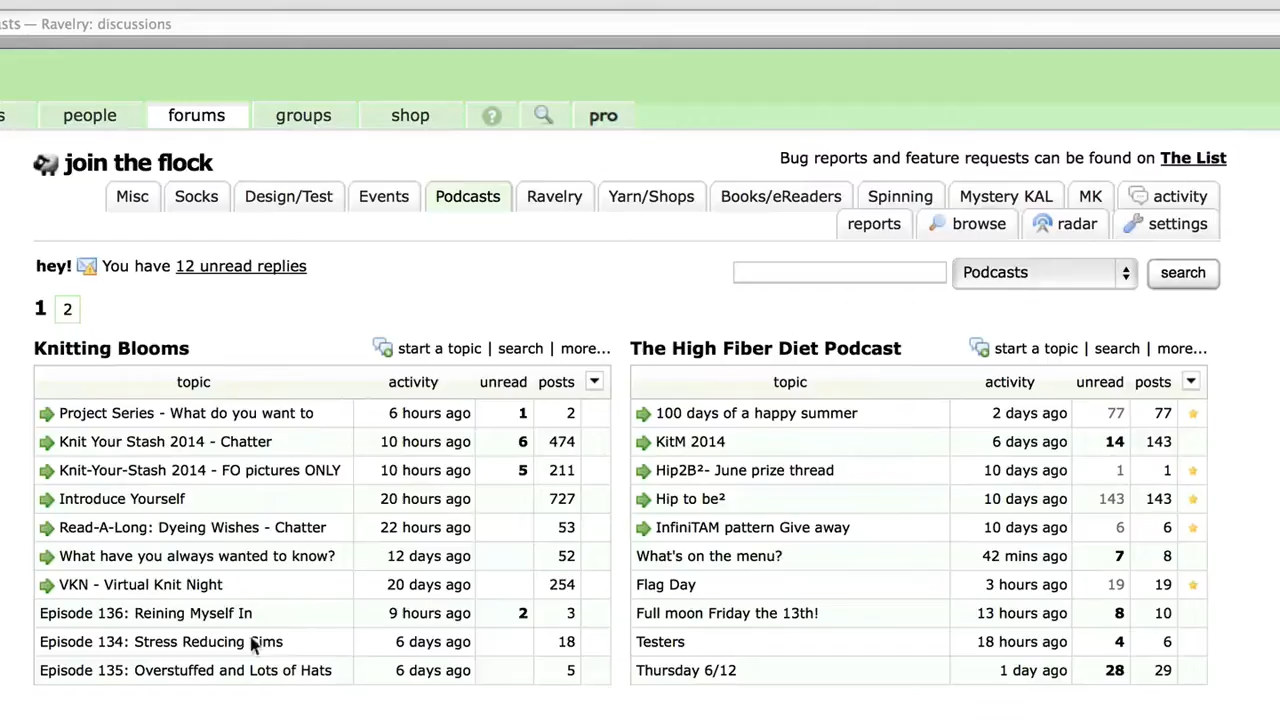 asts — Ravelry: discussions
s people forums groups shop ? pro
join the flock
Bug reports and feature requests can be found on The List
Misc Socks Design/Test Events Podcasts Ravelry Yarn/Shops Books/eReaders Spinning Mystery KAL MK activity
reports browse radar settings
hey! You have 12 unread replies
Podcasts search
1 2
Knitting Blooms start a topic | search | more...
topic activity unread posts
Project Series - What do you want to 6 hours ago 1 2
Knit Your Stash 2014 - Chatter 10 hours ago 6 474
Knit-Your-Stash 2014 - FO pictures ONLY 10 hours ago 5 211
Introduce Yourself 20 hours ago 727
Read-A-Long: Dyeing Wishes - Chatter 22 hours ago 53
What have you always wanted to know? 12 days ago 52
VKN - Virtual Knit Night 20 days ago 254
Episode 136: Reining Myself In 9 hours ago 2 3
Episode 134: Stress Reducing Sims 6 days ago 18
Episode 135: Overstuffed and Lots of Hats 6 days ago 5
The High Fiber Diet Podcast start a topic | search | more...
topic activity unread posts
100 days of a happy summer 2 days ago 77 77
KitM 2014 6 days ago 14 143
Hip2B²- June prize thread 10 days ago 1 1
Hip to be² 10 days ago 143 143
InfiniTAM pattern Give away 10 days ago 6 6
What's on the menu? 42 mins ago 7 8
Flag Day 3 hours ago 19 19
Full moon Friday the 13th! 13 hours ago 8 10
Testers 18 hours ago 4 6
Thursday 6/12 1 day ago 28 29